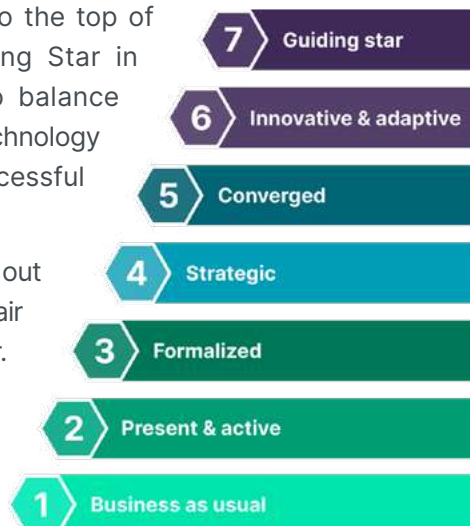 o the top of
ng Star in
balance
chnology
cessful
out
air
7 Guiding star
6 Innovative & adaptive
5 Converged
4 Strategic
3 Formalized
2 Present & active
1 Business as usual